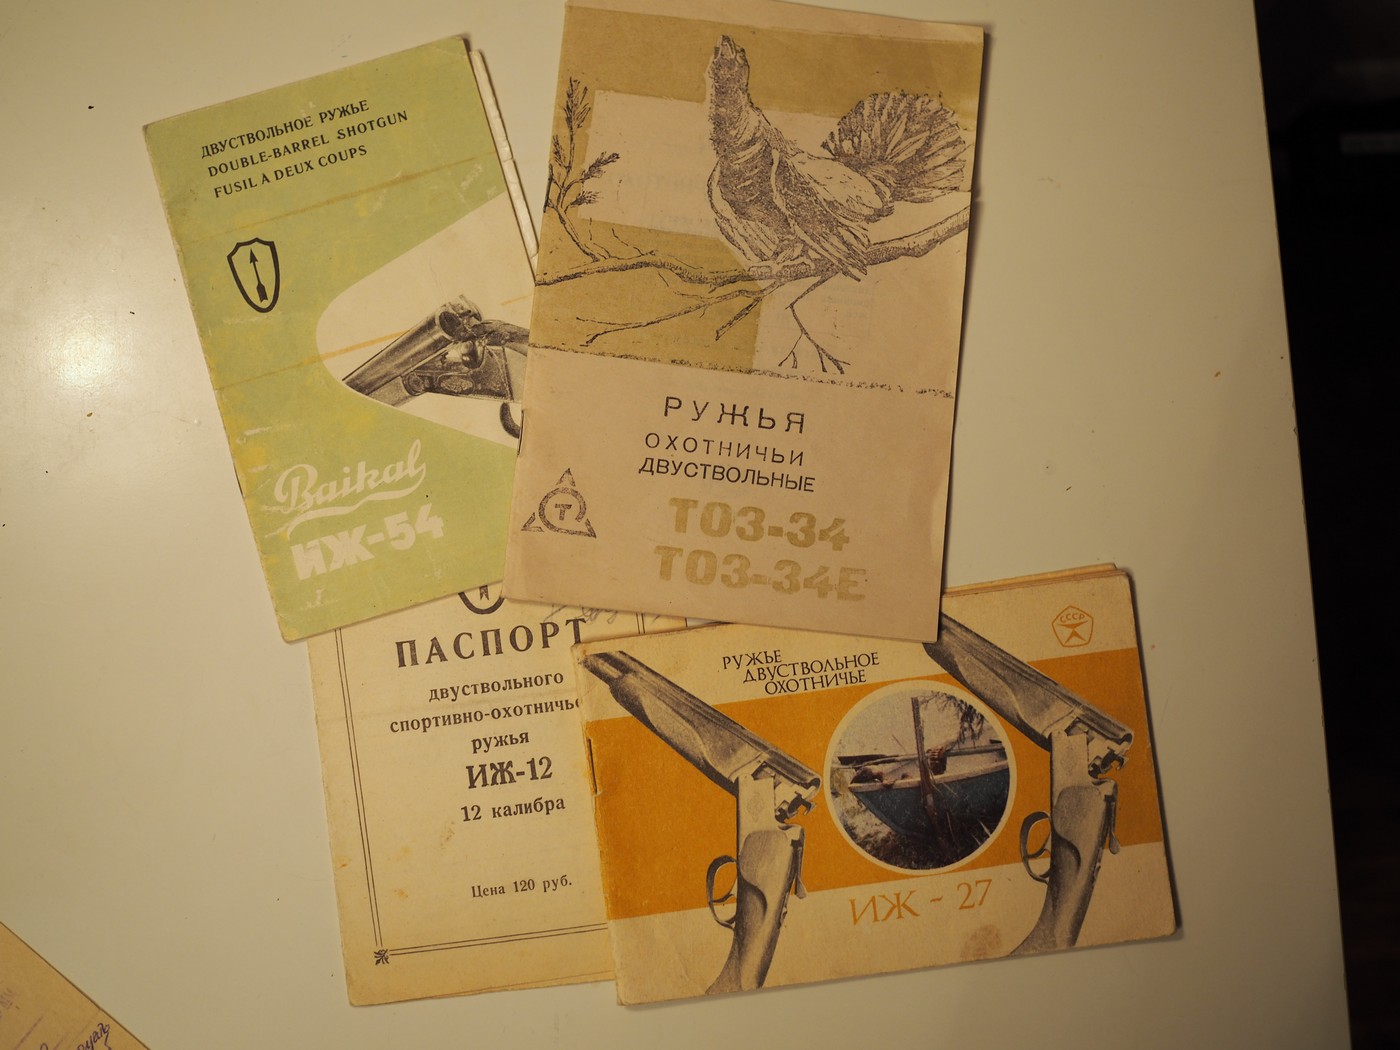 ДВУСТВОЛЬНОЕ РУЖЬЕ
DOUBLE-BARREL SHOTGUN
FUSIL À DEUX COUPS
Baikal
ИЖ-54
РУЖЬЯ
ОХОТНИЧЬИ
ДВУСТВОЛЬНЫЕ
Т
ТОЗ-34
ТОЗ-34Е
ПАСПОРТ
двуствольного
спортивно-охотничье
ружья
ИЖ-12
12 калибра
Цена 120 руб.
СССР
РУЖЬЕ
ДВУСТВОЛЬНОЕ
ОХОТНИЧЬЕ
ИЖ - 27